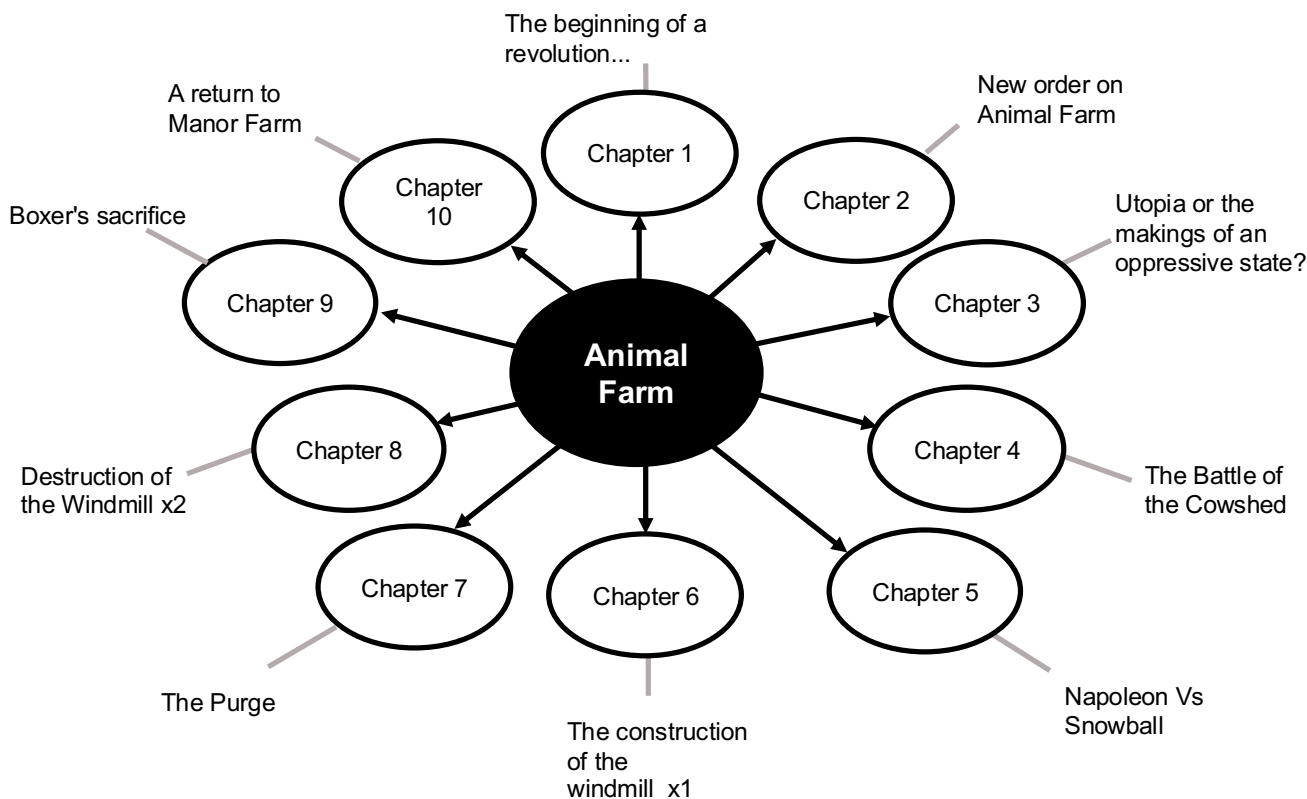 The beginning of a
revolution...
Chapter 1
New order on
Animal Farm
Chapter 2
Utopia or the
makings of an
oppressive state?
Chapter 3
The Battle of
the Cowshed
Chapter 4
Napoleon Vs
Snowball
Chapter 5
The construction
of the
windmill x1
Chapter 6
The Purge
Chapter 7
Destruction of
the Windmill x2
Chapter 8
Boxer's sacrifice
Chapter 9
A return to
Manor Farm
Chapter
10
Animal
Farm